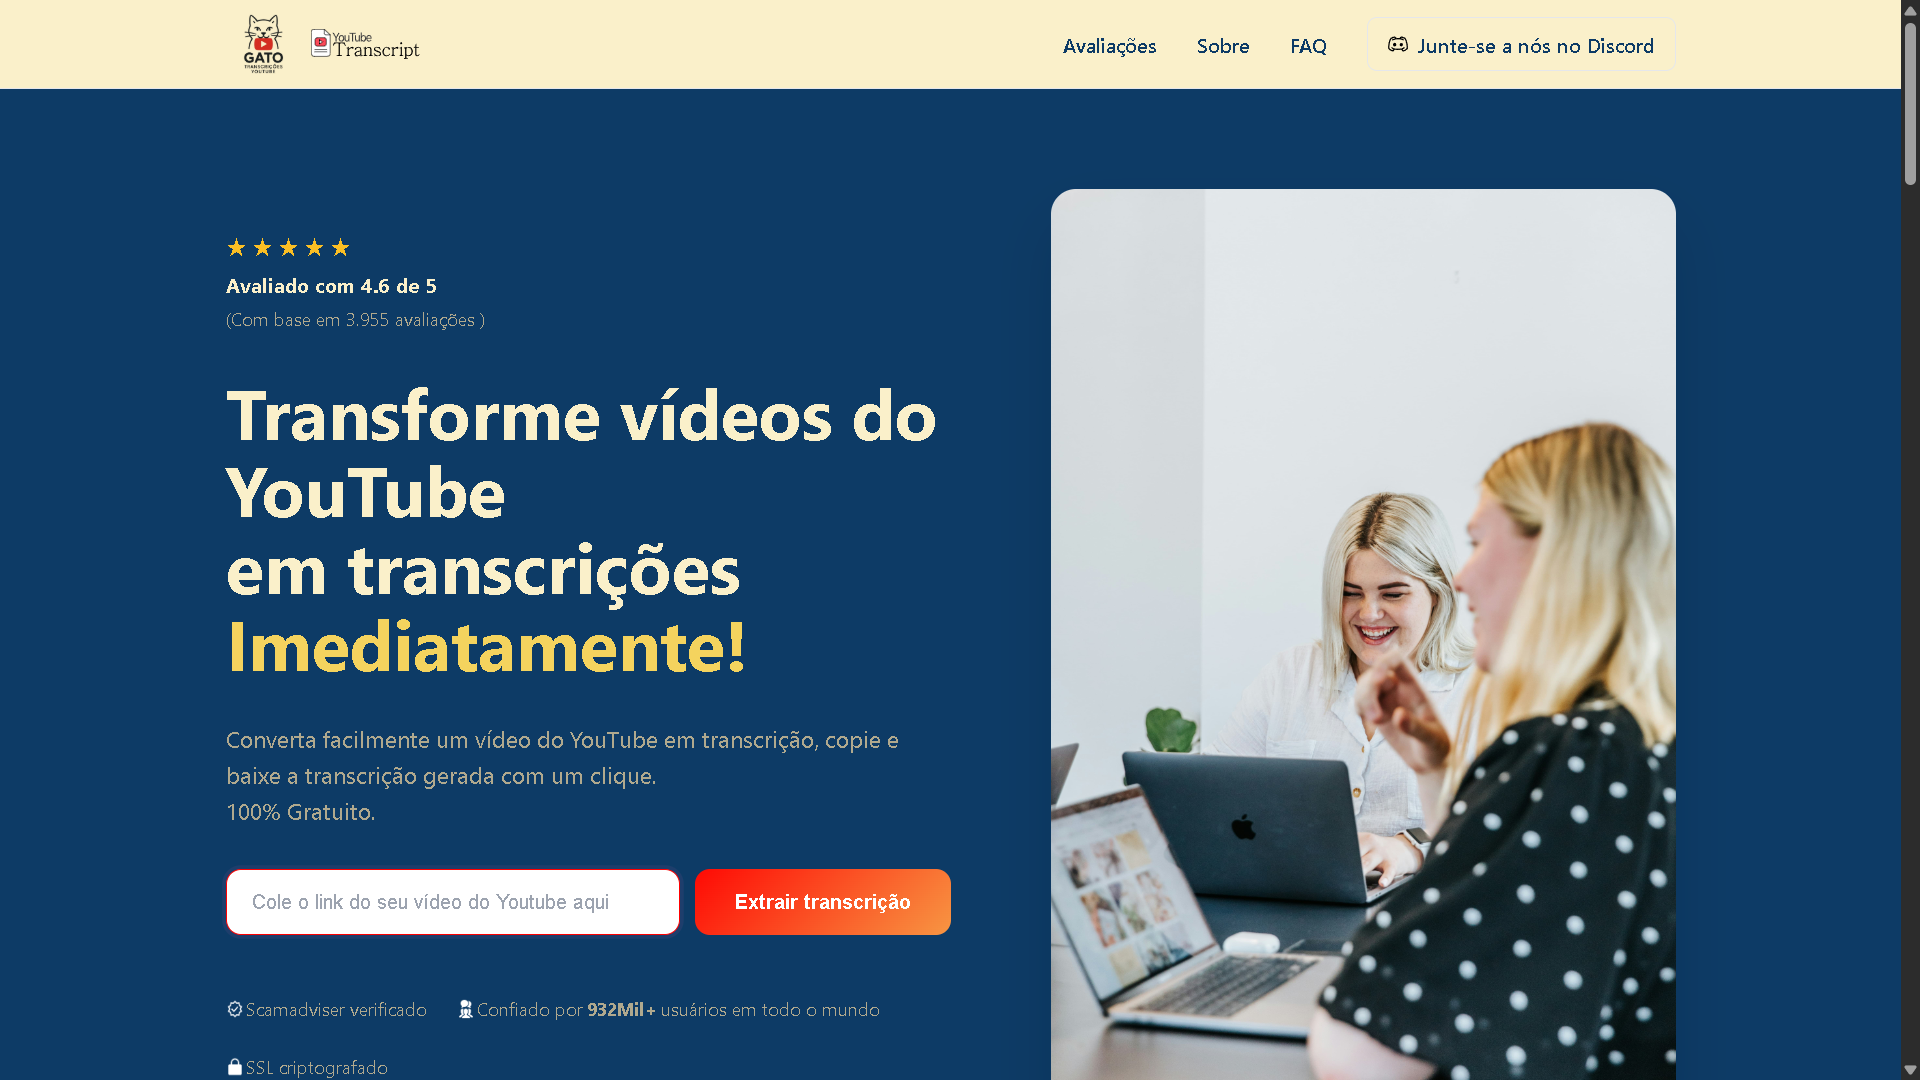 GATO
TRANSCRIÇÕES
YOUTUBE
YouTube
Transcript
Avaliações
Sobre
FAQ
Junte-se a nós no Discord
★★★★★
Avaliado com 4.6 de 5
(Com base em 3.955 avaliações )
Transforme vídeos do
YouTube
em transcrições
Imediatamente!
Converta facilmente um vídeo do YouTube em transcrição, copie e
baixe a transcrição gerada com um clique.
100% Gratuito.
Cole o link do seu vídeo do Youtube aqui
Extrair transcrição
Scamadviser verificado
Confiado por 932Mil+ usuários em todo o mundo
SSL criptografado